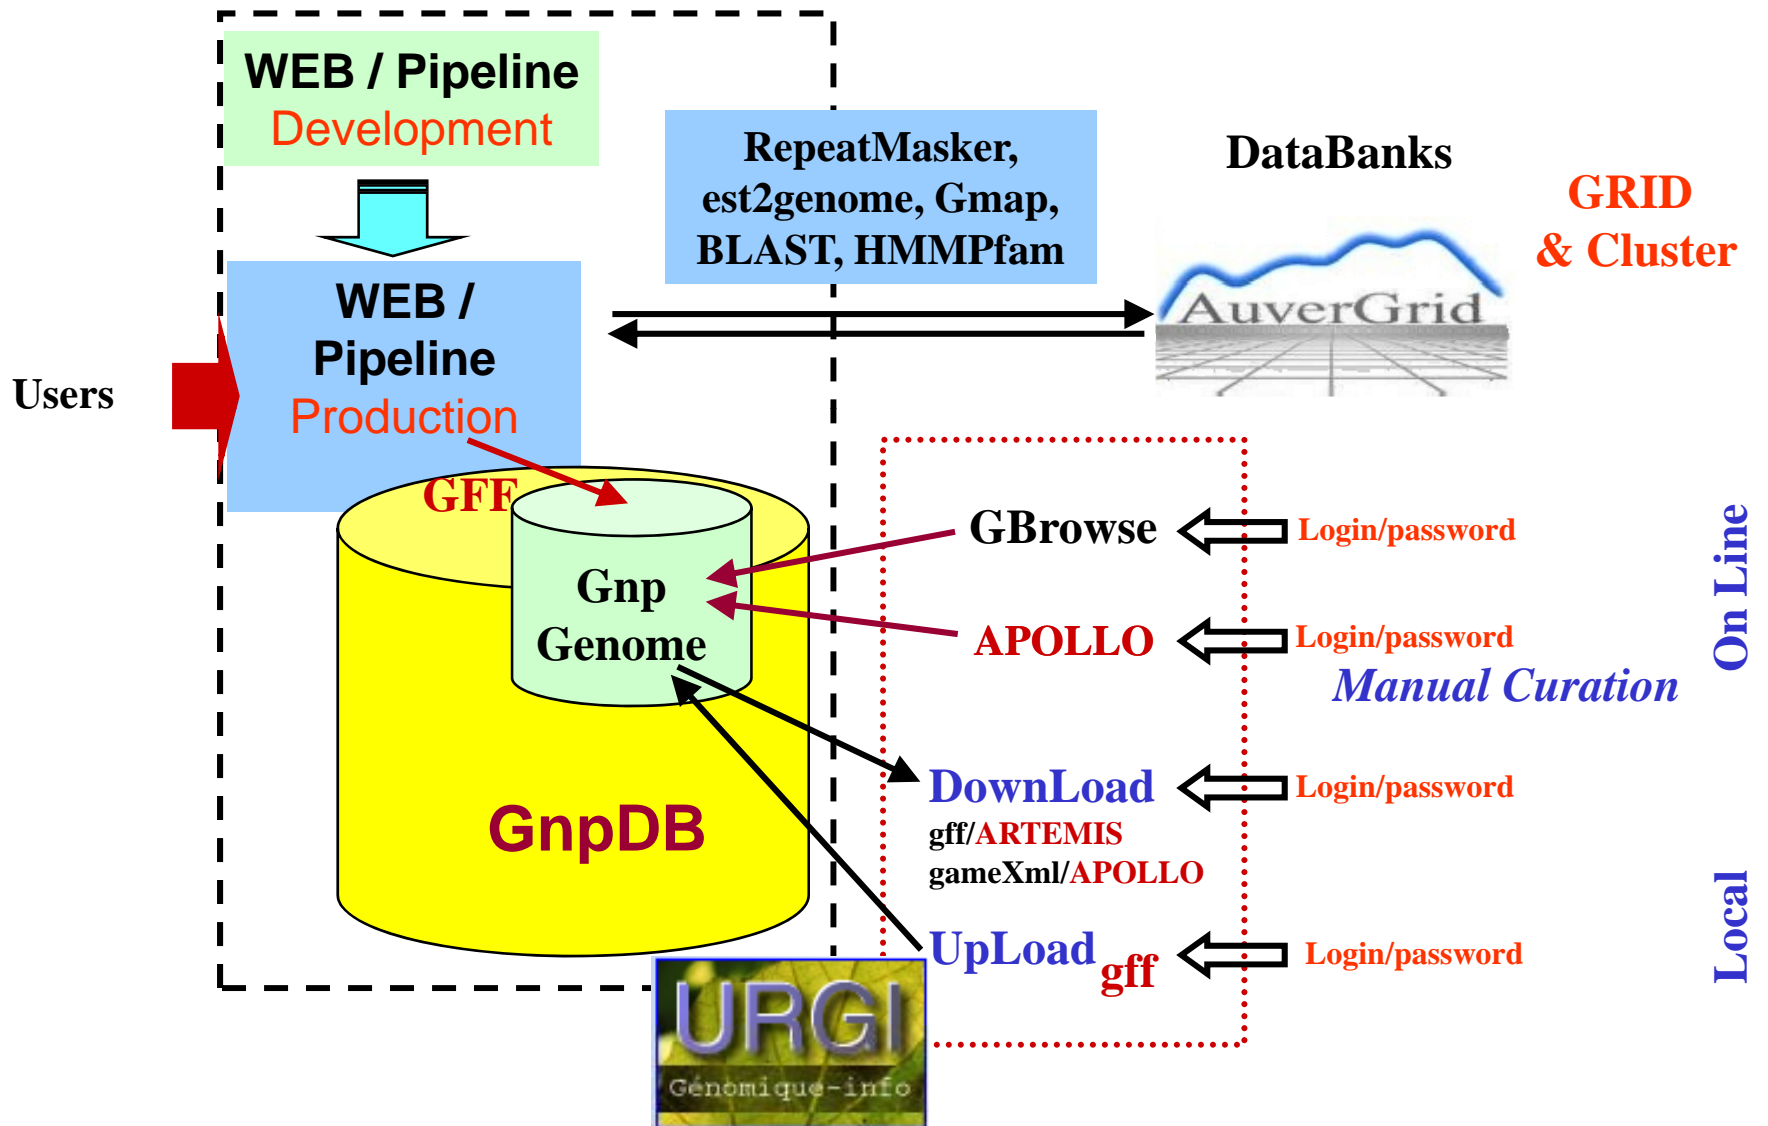 WEB / Pipeline
Development
RepeatMasker,
est2genome, Gmap,
BLAST, HMMPfam
DataBanks
GRID
& Cluster
AuverGrid
WEB /
Pipeline
Production
Users
GFF
Gnp
Genome
GnpDB
GBrowse
Login/password
APOLLO
Login/password
Manual Curation
On Line
DownLoad
Login/password
gff/ARTEMIS
gameXml/APOLLO
UpLoad
gff
Login/password
Local
URGI
Génomique-info